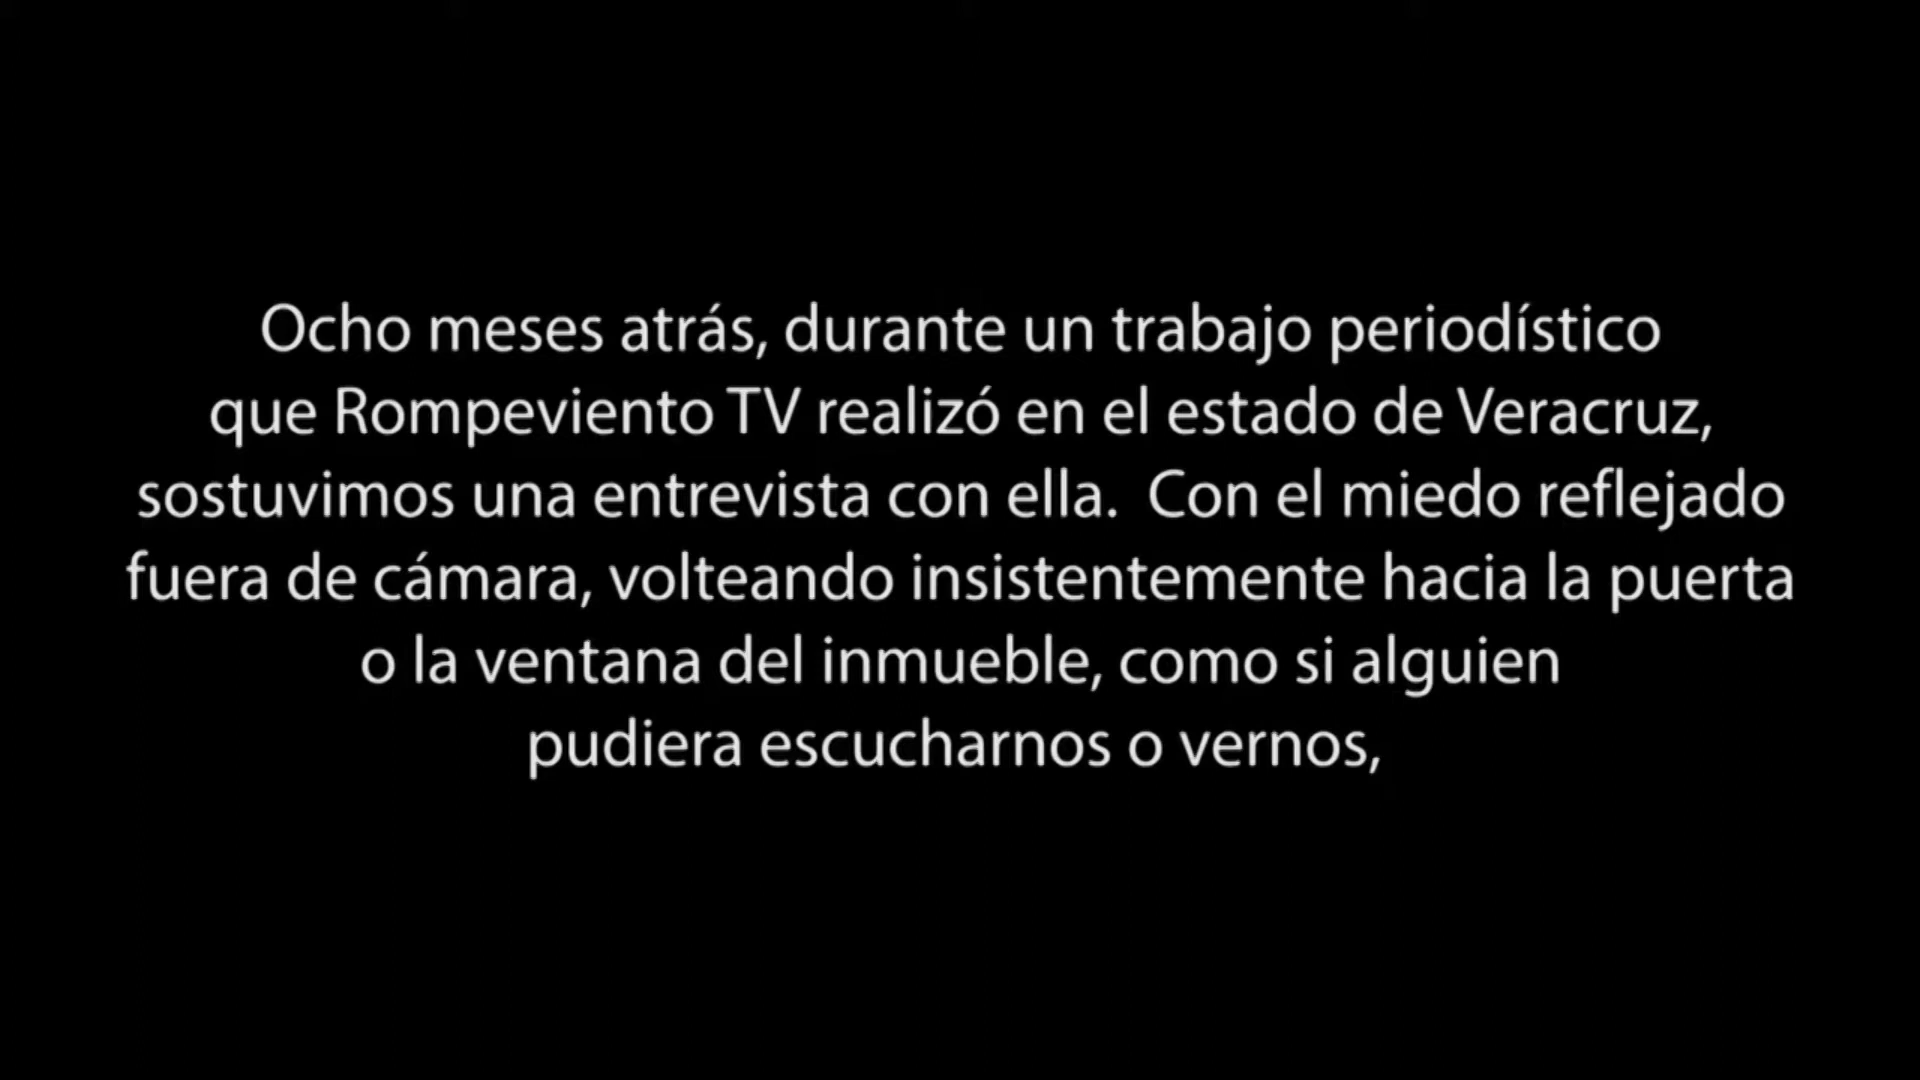 Ocho meses atrás, durante un trabajo periodístico
que Rompeviento TV realizó en el estado de Veracruz,
sostuvimos una entrevista con ella.  Con el miedo reflejado
fuera de cámara, volteando insistentemente hacia la puerta
o la ventana del inmueble, como si alguien
pudiera escucharnos o vernos,